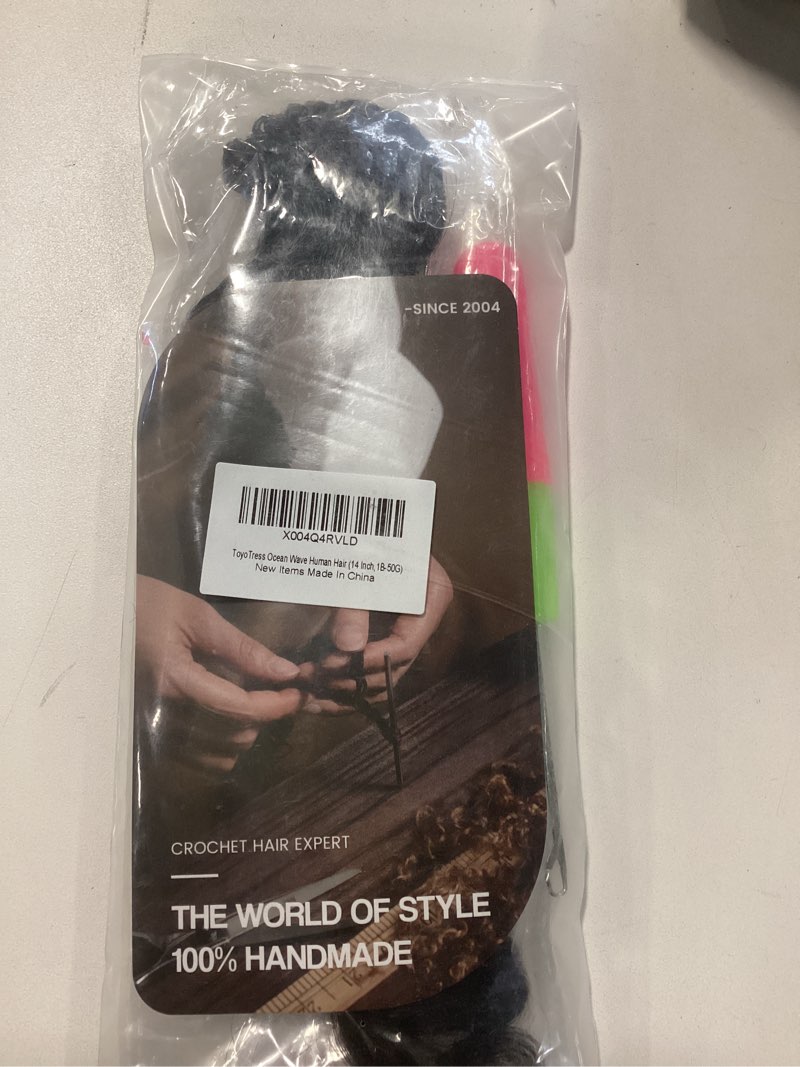 -SINCE 2004
X004Q4RVLD
ToyoTress Ocean Wave Human Hair (14 Inch, 1B-50G)
New Items Made In China
CROCHET HAIR EXPERT
THE WORLD OF STYLE
100% HANDMADE